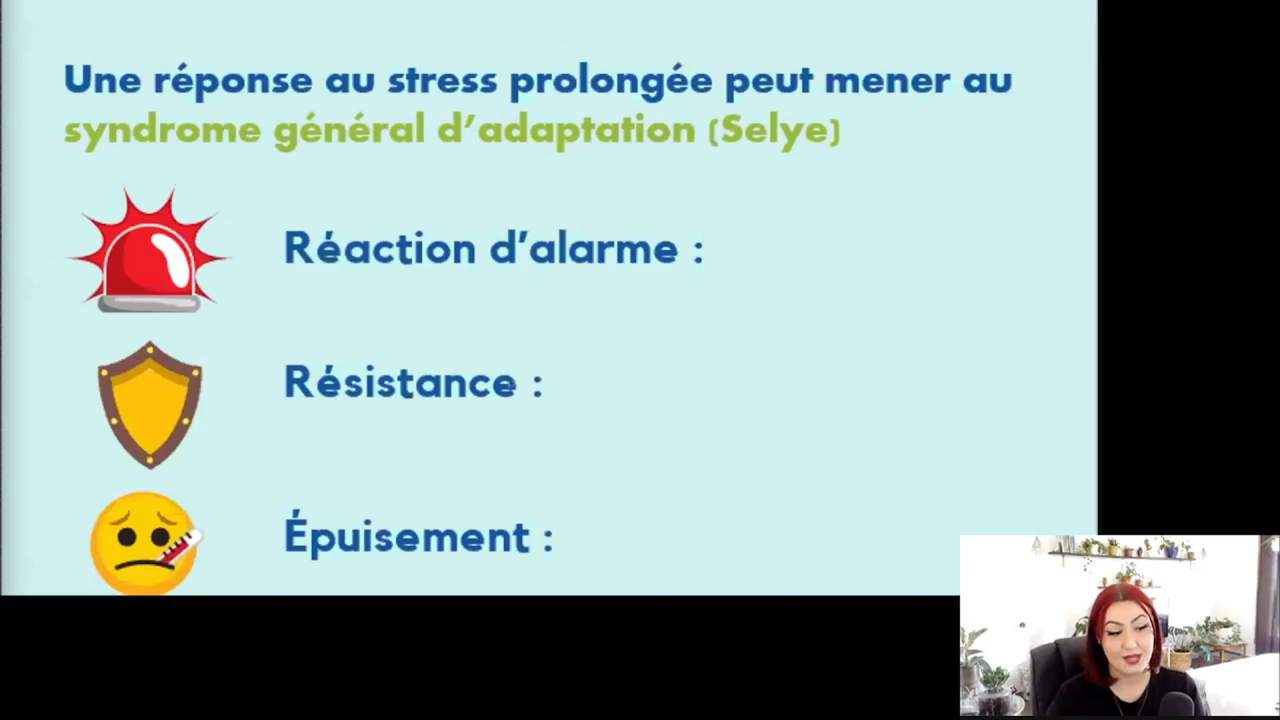 Une réponse au stress prolongée peut mener au
syndrome général d’adaptation (Selye)
Réaction d’alarme :
Résistance :
Épuisement :